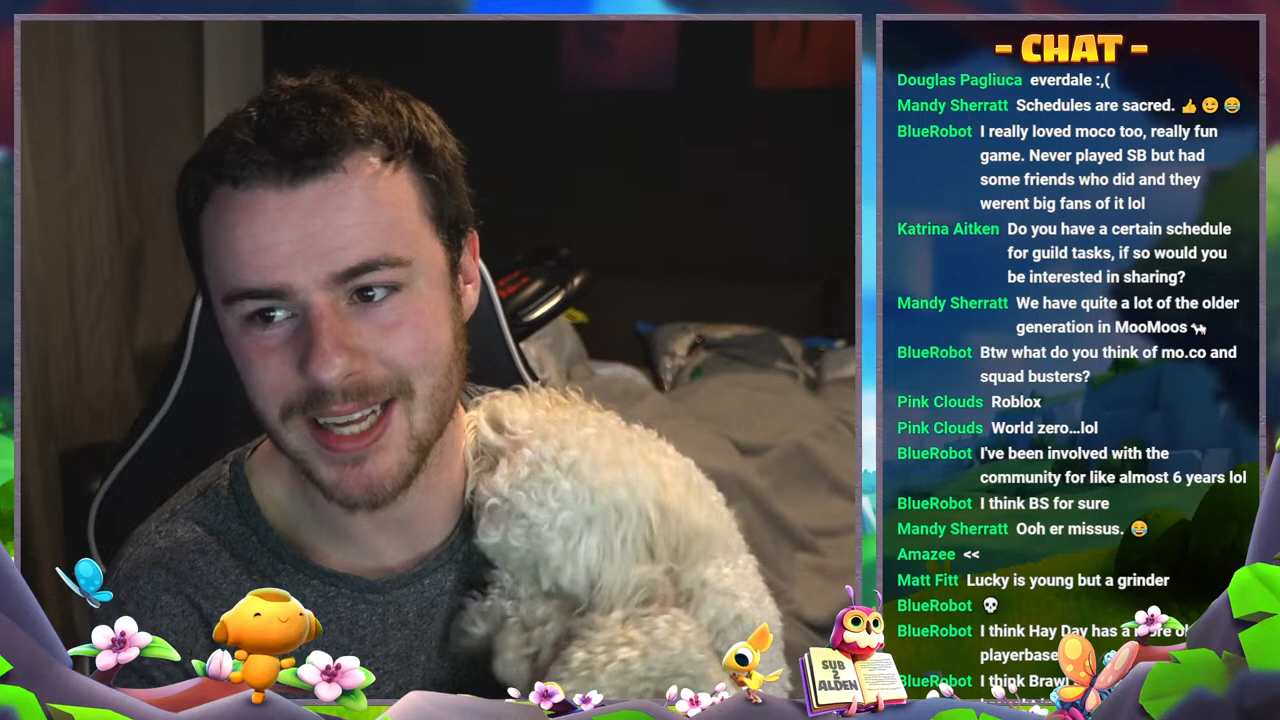 - CHAT -
Douglas Pagliuca everdale :,(
Mandy Sherratt Schedules are sacred. 👍 😉 😂
BlueRobot I really loved moco too, really fun
game. Never played SB but had
some friends who did and they
werent big fans of it lol
Katrina Aitken Do you have a certain schedule
for guild tasks, if so would you
be interested in sharing?
Mandy Sherratt We have quite a lot of the older
generation in MooMoos 🐄
BlueRobot Btw what do you think of mo.co and
squad busters?
Pink Clouds Roblox
Pink Clouds World zero...lol
BlueRobot I've been involved with the
community for like almost 6 years lol
BlueRobot I think BS for sure
Mandy Sherratt Ooh er missus. 😂
Amazee <<
Matt Fitt Lucky is young but a grinder
BlueRobot 💀
BlueRobot I think Hay Day has a
playerbase
BlueRobot I think Brawl
SUB
2
ALDEN